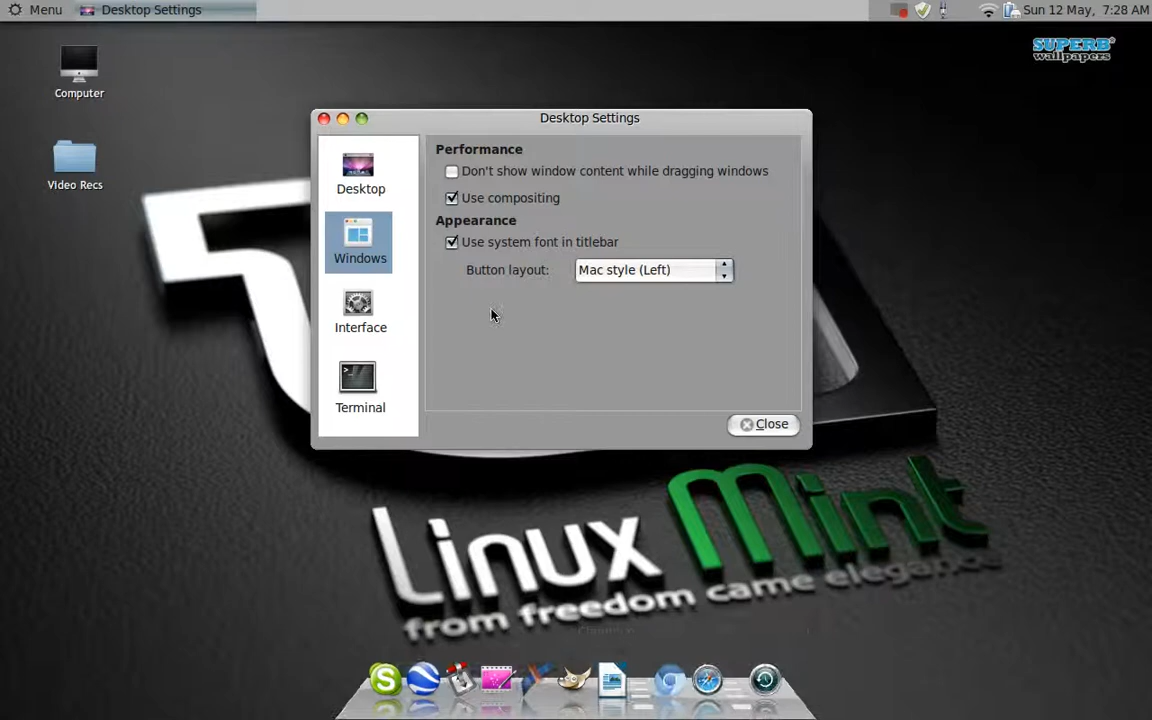 Menu
Desktop Settings
Sun 12 May, 7:28 AM
SUPERB
wallpapers
Computer
Video Recs
Desktop Settings
Desktop
Windows
Interface
Terminal
Performance
Don't show window content while dragging windows
Use compositing
Appearance
Use system font in titlebar
Button layout:
Mac style (Left)
Close
Linux Mint
from freedom came elegance